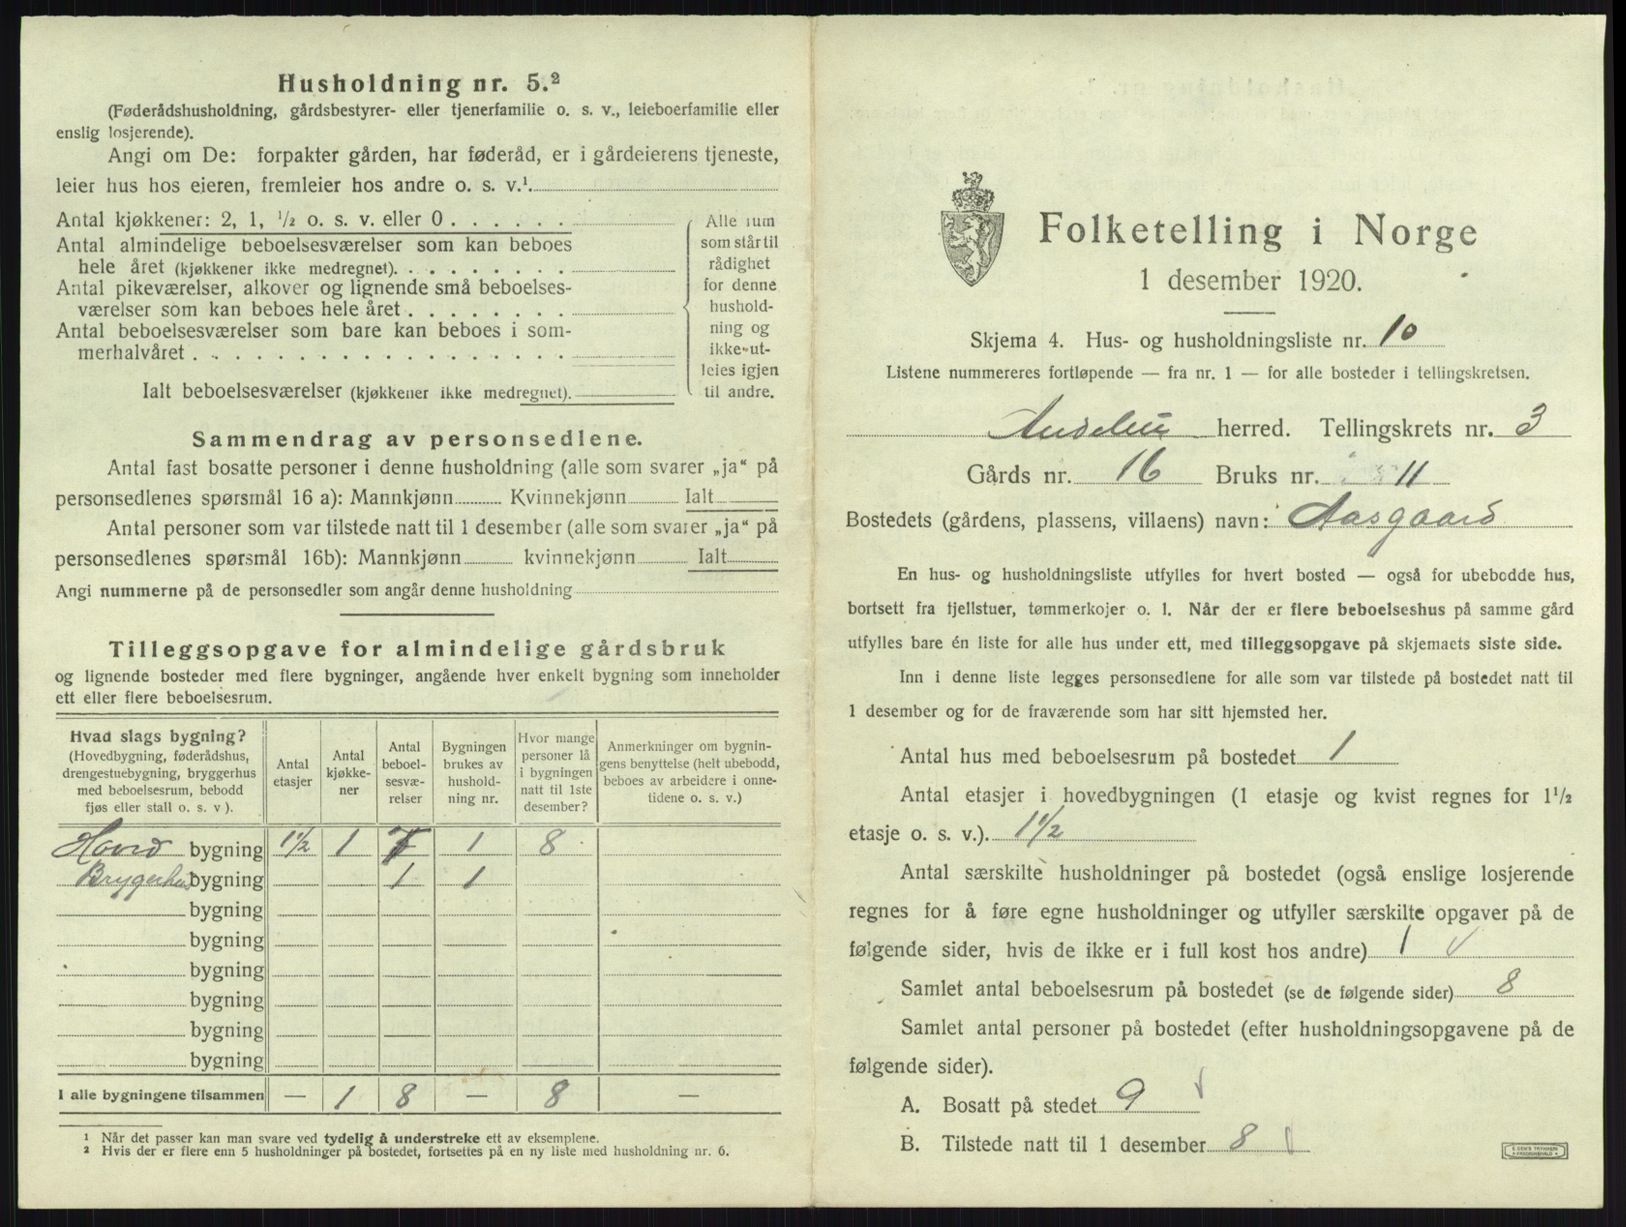 Husholdning nr. 5.²
(Føderådshusholdning, gårdsbestyrer- eller tjenerfamilie o. s. v., leieboerfamilie eller
enslig losjerende).
Angi om De: forpakter gården, har føderåd, er i gårdeierens tjeneste,
leier hus hos eieren, fremleier hos andre o. s. v.¹.
Antal kjøkkener: 2, 1, ½ o. s. v. eller 0
Antal almindelige beboelsesværelser som kan beboes
hele året (kjøkkener ikke medregnet).
Antal pikeværelser, alkover og lignende små beboelses-
værelser som kan beboes hele året
Antal beboelsesværelser som bare kan beboes i som-
merhalvåret
Ialt beboelsesværelser (kjøkkener ikke medregnet).
Alle rum
som står til
rådighet
for denne
hushold-
ning og
ikke ut-
leies igjen
til andre.
Sammendrag av personsedlene.
Antal fast bosatte personer i denne husholdning (alle som svarer „ja“ på
personsedlenes spørsmål 16 a): Mannkjønn Kvinnekjønn Ialt
Antal personer som var tilstede natt til 1 desember (alle som svarer „ja“ på
personsedlenes spørsmål 16b): Mannkjønn kvinnekjønn Ialt
Angi nummerne på de personsedler som angår denne husholdning
Tilleggsopgave for almindelige gårdsbruk
og lignende bosteder med flere bygninger, angående hver enkelt bygning som inneholder
ett eller flere beboelsesrum.
Hvad slags bygning?
(Hovedbygning, føderådshus,
drengestuebygning, bryggerhus
med beboelsesrum, bebodd
fjøs eller stall o. s. v ).
Antal
etasjer
Antal
kjøkke-
ner
Antal
beboel-
sesvæ-
relser
Bygningen
brukes av
hushold-
ning nr.
Hvor mange
personer lå
i bygningen
natt til 1ste
desember?
Anmerkninger om bygnin-
gens benyttelse (helt ubebodd,
beboes av arbeidere i onne-
tidene o. s. v.)
Hoved bygning 1½ 1 7 1 8
Brygerhus bygning 1 1
bygning
bygning
bygning
bygning
bygning
bygning
I alle bygningene tilsammen — 1 8 — 8 —
¹ Når det passer kan man svare ved tydelig å understreke ett av eksemplene.
² Hvis der er flere enn 5 husholdninger på bostedet, fortsettes på en ny liste med husholdning nr. 6.
Folketelling i Norge
1 desember 1920.
Skjema 4. Hus- og husholdningsliste nr. 10
Listene nummereres fortløpende — fra nr. 1 — for alle bosteder i tellingskretsen.
Andebu herred. Tellingskrets nr. 3
Gårds nr. 16 Bruks nr. 11
Bostedets (gårdens, plassens, villaens) navn: Aasgaard
En hus- og husholdningsliste utfylles for hvert bosted — også for ubebodde hus,
bortsett fra fjellstuer, tømmerkojer o. l. Når der er flere beboelseshus på samme gård
utfylles bare én liste for alle hus under ett, med tilleggsopgave på skjemaets siste side.
Inn i denne liste legges personsedlene for alle som var tilstede på bostedet natt til
1 desember og for de fraværende som har sitt hjemsted her.
Antal hus med beboelsesrum på bostedet 1
Antal etasjer i hovedbygningen (1 etasje og kvist regnes for 1½
etasje o. s. v.). 1½
Antal særskilte husholdninger på bostedet (også enslige losjerende
regnes for å føre egne husholdninger og utfyller særskilte opgaver på de
følgende sider, hvis de ikke er i full kost hos andre) 1
Samlet antal beboelsesrum på bostedet (se de følgende sider) 8
Samlet antal personer på bostedet (efter husholdningsopgavene på de
følgende sider).
A. Bosatt på stedet 9
B. Tilstede natt til 1 desember 8